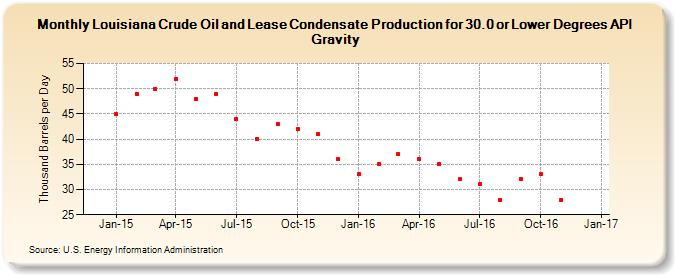 Monthly Louisiana Crude Oil and Lease Condensate Production for 30.0 or Lower Degrees API
Gravity
Thousand Barrels per Day
55
50
45
40
35
30
25
Jan-15 Apr-15 Jul-15 Oct-15 Jan-16 Apr-16 Jul-16 Oct-16 Jan-17
Source: U.S. Energy Information Administration